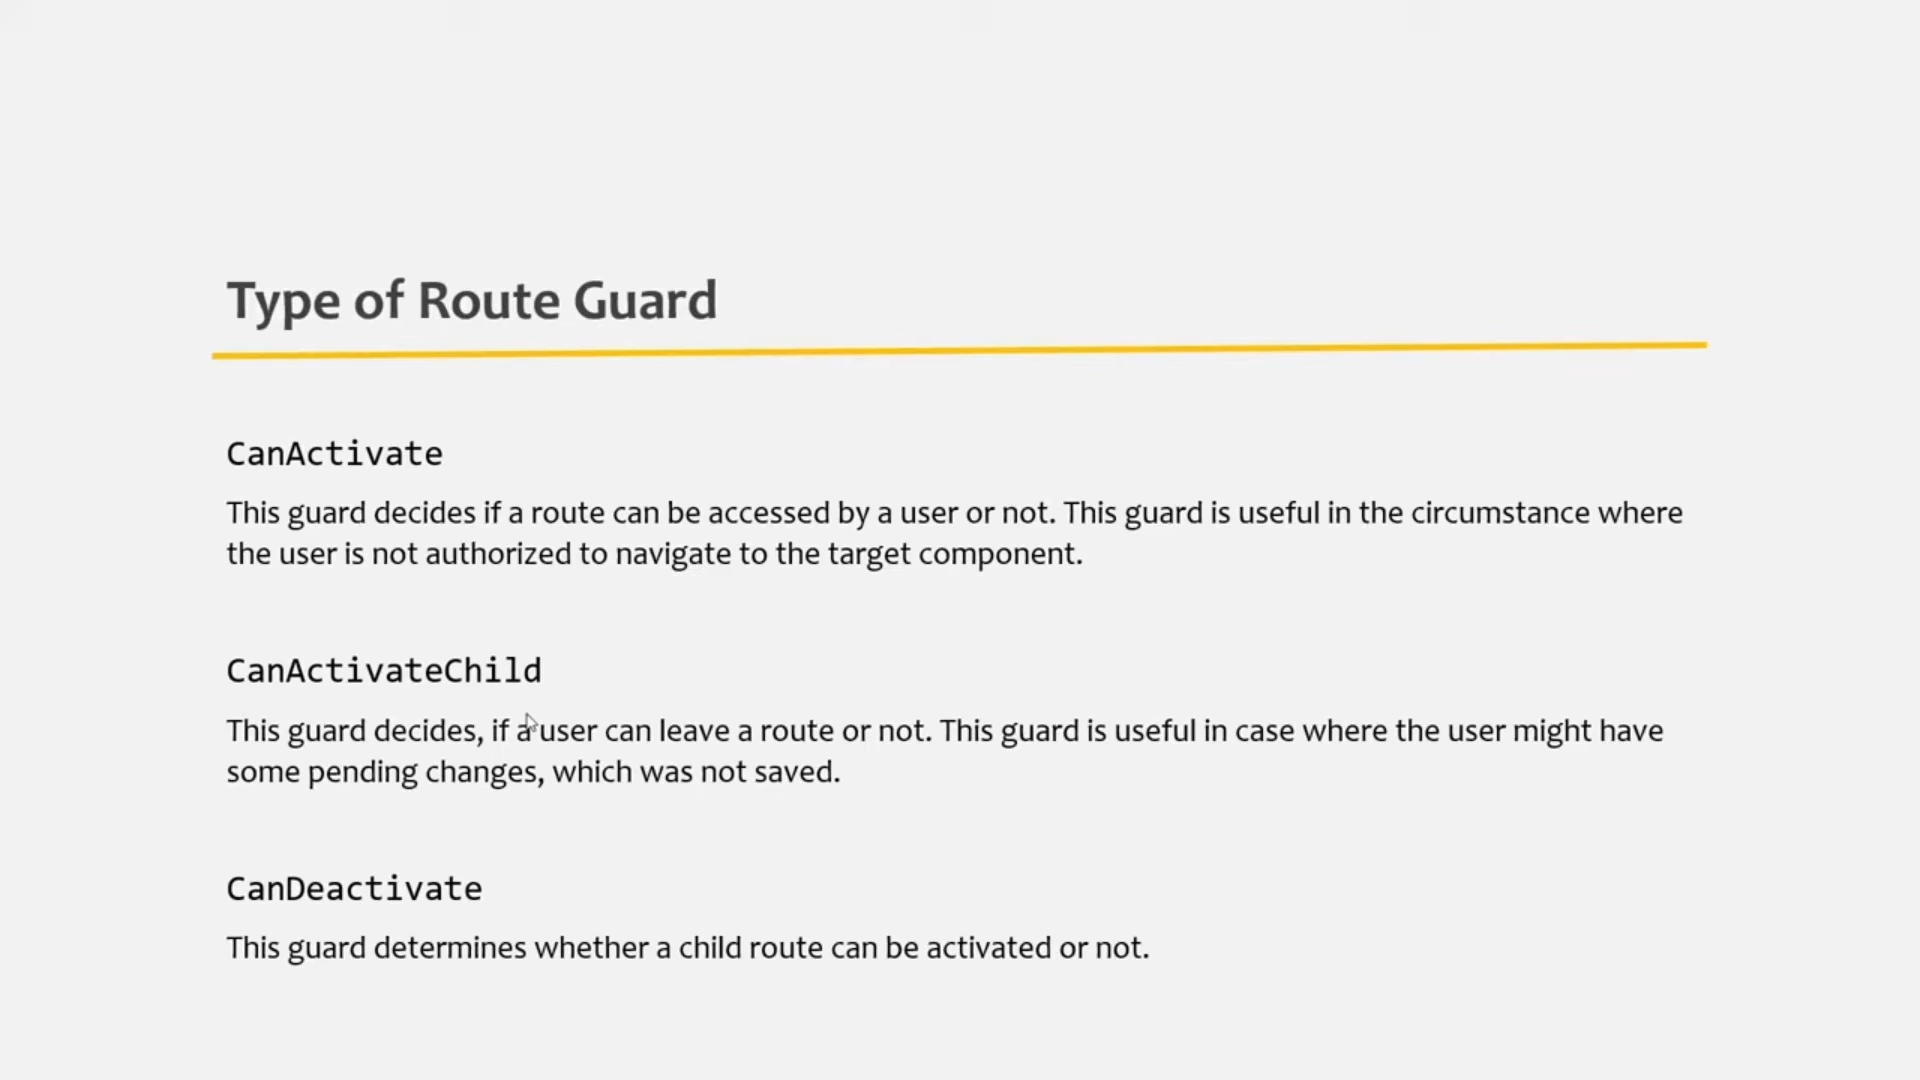 Type of Route Guard
CanActivate
This guard decides if a route can be accessed by a user or not. This guard is useful in the circumstance where
the user is not authorized to navigate to the target component.
CanActivateChild
This guard decides, if a user can leave a route or not. This guard is useful in case where the user might have
some pending changes, which was not saved.
CanDeactivate
This guard determines whether a child route can be activated or not.